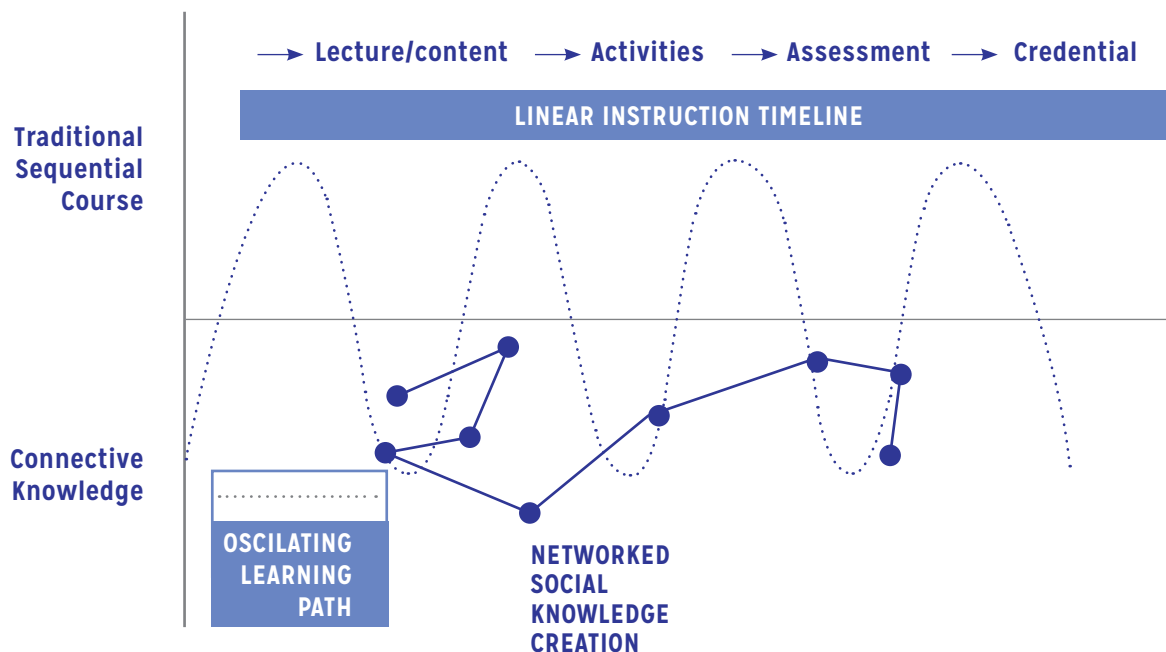 Lecture/content
Activities
Assessment
Credential
LINEAR INSTRUCTION TIMELINE
Traditional
Sequential
Course
Connective
Knowledge
OSCILATING
LEARNING
PATH
NETWORKED
SOCIAL
KNOWLEDGE
CREATION